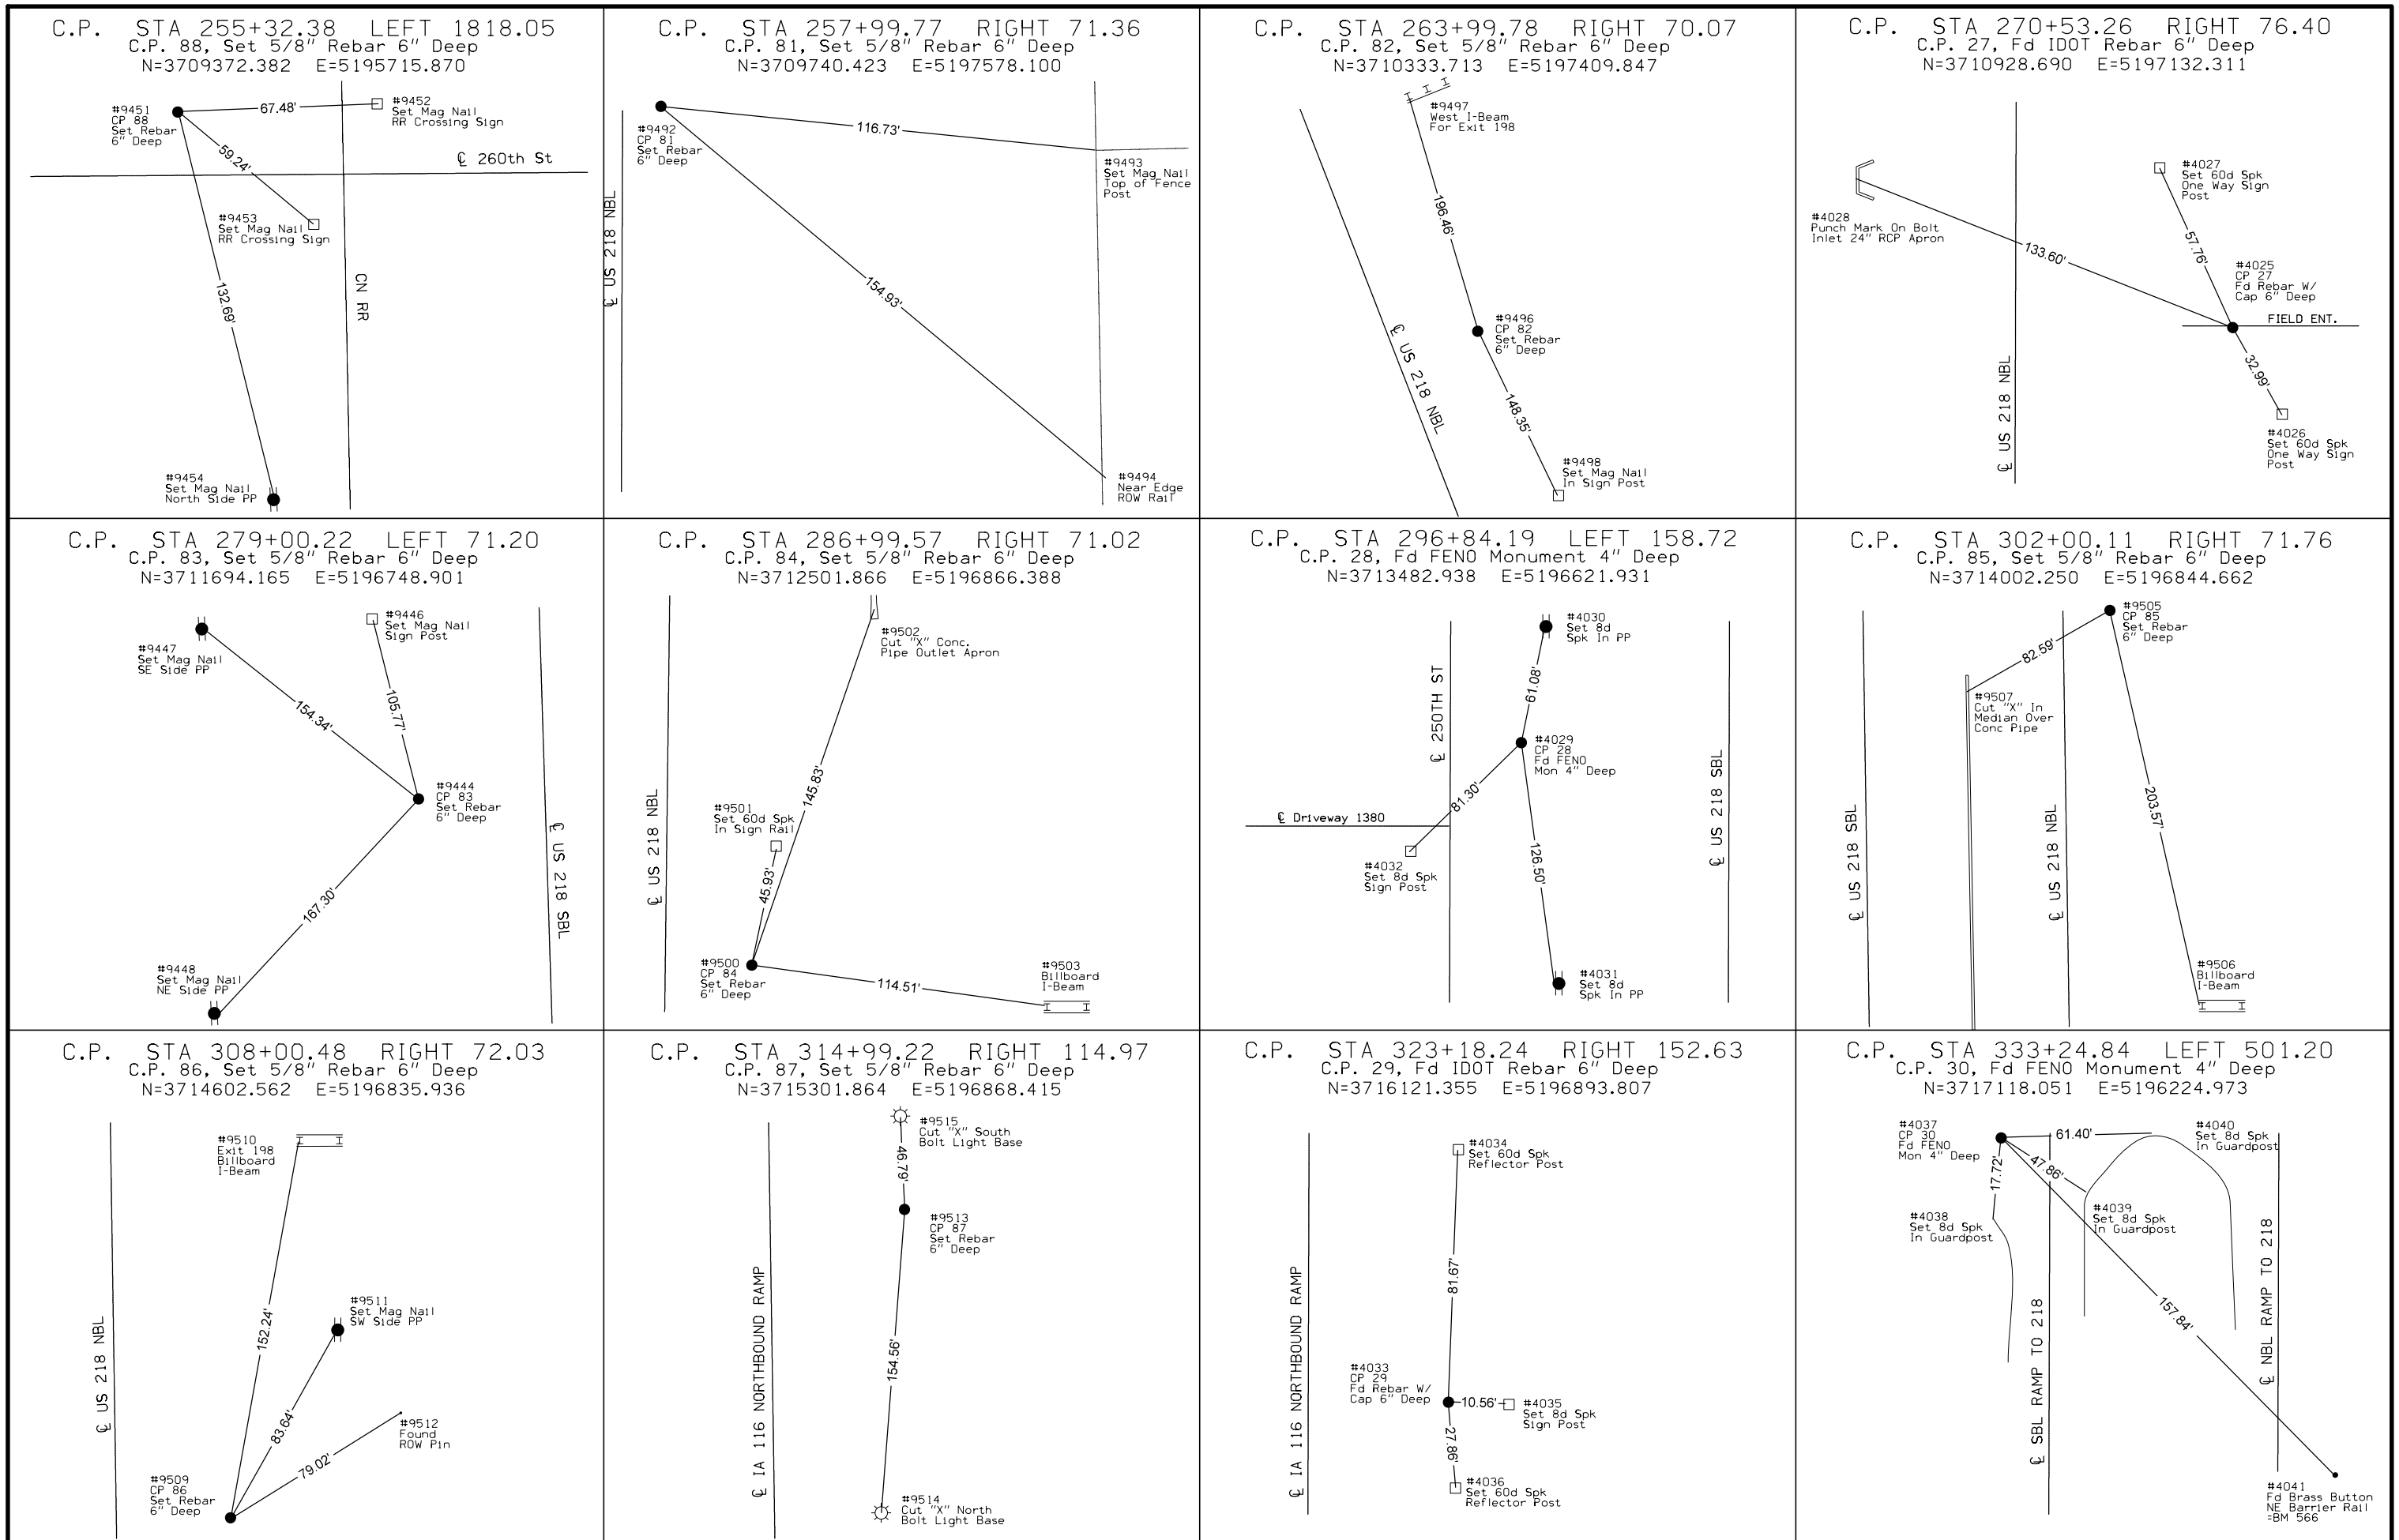 C.P. STA 255+32.38 LEFT 1818.05
C.P. 88, Set 5/8" Rebar 6" Deep
N=3709372.382 E=5195715.870
#9451
CP 88
Set Rebar
6" Deep
67.48'
#9452
Set Mag Nail
RR Crossing Sign
59.24'
℄ 260th St
#9453
Set Mag Nail
RR Crossing Sign
132.69'
CN RR
#9454
Set Mag Nail
North Side PP
C.P. STA 257+99.77 RIGHT 71.36
C.P. 81, Set 5/8" Rebar 6" Deep
N=3709740.423 E=5197578.100
#9492
CP 81
Set Rebar
6" Deep
116.73'
#9493
Set Mag Nail
Top of Fence
Post
℄ US 218 NBL
154.93'
#9494
Near Edge
ROW Rail
C.P. STA 263+99.78 RIGHT 70.07
C.P. 82, Set 5/8" Rebar 6" Deep
N=3710333.713 E=5197409.847
#9497
West I-Beam
For Exit 198
196.46'
#9496
CP 82
Set Rebar
6" Deep
℄ US 218 NBL
148.35'
#9498
Set Mag Nail
In Sign Post
C.P. STA 270+53.26 RIGHT 76.40
C.P. 27, Fd IDOT Rebar 6" Deep
N=3710928.690 E=5197132.311
#4027
Set 60d Spk
One Way Sign
Post
#4028
Punch Mark On Bolt
Inlet 24" RCP Apron
133.60'
57.76'
#4025
CP 27
Fd Rebar W/
Cap 6" Deep
FIELD ENT.
32.99'
℄ US 218 NBL
#4026
Set 60d Spk
One Way Sign
Post
C.P. STA 279+00.22 LEFT 71.20
C.P. 83, Set 5/8" Rebar 6" Deep
N=3711694.165 E=5196748.901
#9446
Set Mag Nail
Sign Post
#9447
Set Mag Nail
SE Side PP
154.34'
105.77'
#9444
CP 83
Set Rebar
6" Deep
℄ US 218 SBL
167.30'
#9448
Set Mag Nail
NE Side PP
C.P. STA 286+99.57 RIGHT 71.02
C.P. 84, Set 5/8" Rebar 6" Deep
N=3712501.866 E=5196866.388
#9502
Cut "X" Conc.
Pipe Outlet Apron
145.83'
#9501
Set 60d Spk
In Sign Rail
℄ US 218 NBL
45.93'
#9500
CP 84
Set Rebar
6" Deep
114.51'
#9503
Billboard
I-Beam
C.P. STA 296+84.19 LEFT 158.72
C.P. 28, Fd FENO Monument 4" Deep
N=3713482.938 E=5196621.931
#4030
Set 8d
Spk In PP
61.08'
℄ 250TH ST
#4029
CP 28
Fd FENO
Mon 4" Deep
81.30'
℄ Driveway 1380
℄ US 218 SBL
#4032
Set 8d Spk
Sign Post
126.50'
#4031
Set 8d
Spk In PP
C.P. STA 302+00.11 RIGHT 71.76
C.P. 85, Set 5/8" Rebar 6" Deep
N=3714002.250 E=5196844.662
#9505
CP 85
Set Rebar
6" Deep
82.59'
#9507
Cut "X" In
Median Over
Conc Pipe
203.57'
℄ US 218 SBL
℄ US 218 NBL
#9506
Billboard
I-Beam
C.P. STA 308+00.48 RIGHT 72.03
C.P. 86, Set 5/8" Rebar 6" Deep
N=3714602.562 E=5196835.936
#9510
Exit 198
Billboard
I-Beam
#9511
Set Mag Nail
SW Side PP
152.24'
℄ US 218 NBL
83.64'
#9512
Found
ROW Pin
79.02'
#9509
CP 86
Set Rebar
6" Deep
C.P. STA 314+99.22 RIGHT 114.97
C.P. 87, Set 5/8" Rebar 6" Deep
N=3715301.864 E=5196868.415
#9515
Cut "X" South
Bolt Light Base
46.79'
#9513
CP 87
Set Rebar
6" Deep
154.56'
℄ IA 116 NORTHBOUND RAMP
#9514
Cut "X" North
Bolt Light Base
C.P. STA 323+18.24 RIGHT 152.63
C.P. 29, Fd IDOT Rebar 6" Deep
N=3716121.355 E=5196893.807
#4034
Set 60d Spk
Reflector Post
81.67'
℄ IA 116 NORTHBOUND RAMP
#4033
CP 29
Fd Rebar W/
Cap 6" Deep
10.56'
#4035
Set 8d Spk
Sign Post
27.86'
#4036
Set 60d Spk
Reflector Post
C.P. STA 333+24.84 LEFT 501.20
C.P. 30, Fd FENO Monument 4" Deep
N=3717118.051 E=5196224.973
#4037
CP 30
Fd FENO
Mon 4" Deep
61.40'
#4040
Set 8d Spk
In Guardpost
17.72'
47.86'
#4038
Set 8d Spk
In Guardpost
#4039
Set 8d Spk
In Guardpost
157.84'
℄ SBL RAMP TO 218
℄ NBL RAMP TO 218
#4041
Fd Brass Button
NE Barrier Rail
=BM 566